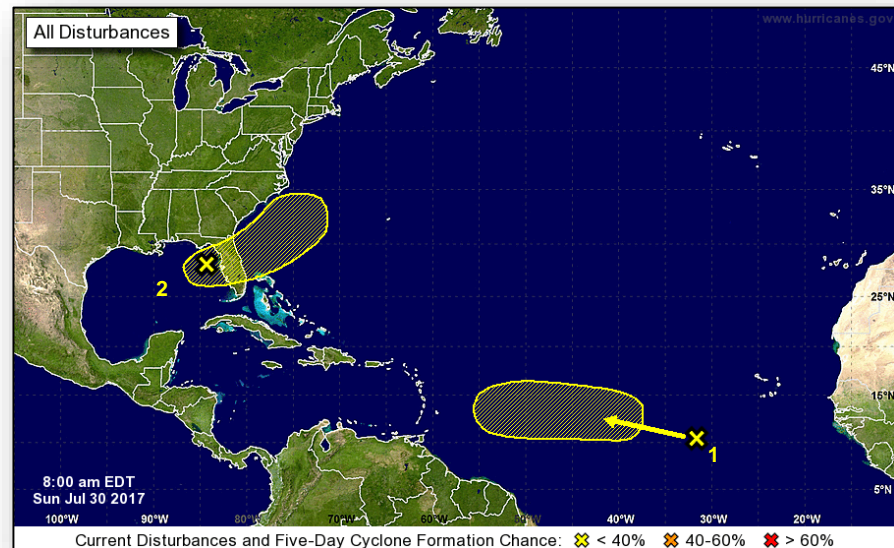 All Disturbances
www.hurricanes.gov
45°N
35°N
25°N
15°N
5°N
2
1
8:00 am EDT
Sun Jul 30 2017
100°W 90°W 80°W 70°W 60°W 50°W 40°W 30°W 20°W 10°W
Current Disturbances and Five-Day Cyclone Formation Chance: < 40% 40-60% > 60%